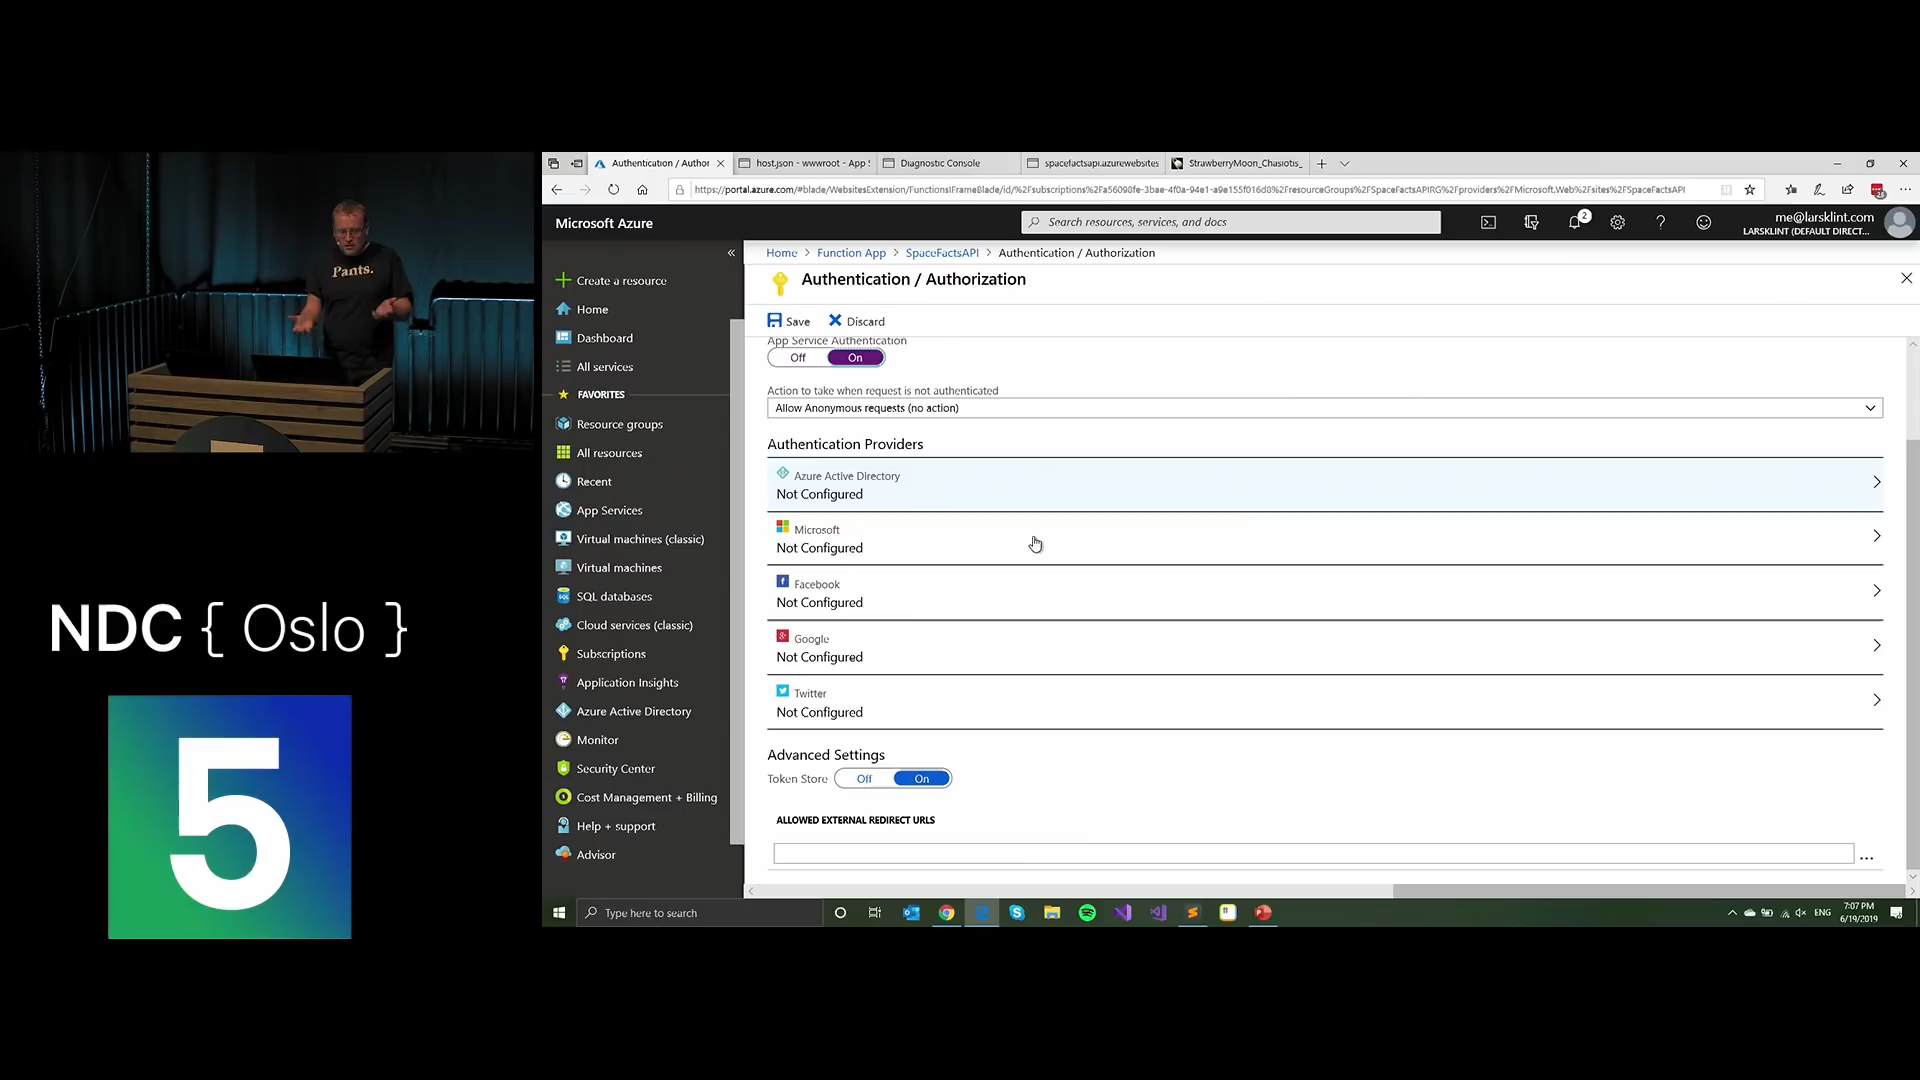 Pants.
NDC { Oslo }
5
Authentication / Author
host.json - wwwroot - App S
Diagnostic Console
spacefactsapi.azurewebsites
StrawberryMoon_Chasiotis_
Microsoft Azure
Search resources, services, and docs
2
me@larsklint.com
LARSKLINT (DEFAULT DIRECT...
Home > Function App > SpaceFactsAPI > Authentication / Authorization
Authentication / Authorization
Save
Discard
Create a resource
Home
Dashboard
All services
FAVORITES
Resource groups
All resources
Recent
App Services
Virtual machines (classic)
Virtual machines
SQL databases
Cloud services (classic)
Subscriptions
Application Insights
Azure Active Directory
Monitor
Security Center
Cost Management + Billing
Help + support
Advisor
App Service Authentication
Off On
Action to take when request is not authenticated
Allow Anonymous requests (no action)
Authentication Providers
Azure Active Directory
Not Configured
Microsoft
Not Configured
Facebook
Not Configured
Google
Not Configured
Twitter
Not Configured
Advanced Settings
Token Store Off On
ALLOWED EXTERNAL REDIRECT URLS
...
Type here to search
ENG
7:07 PM
6/19/2019